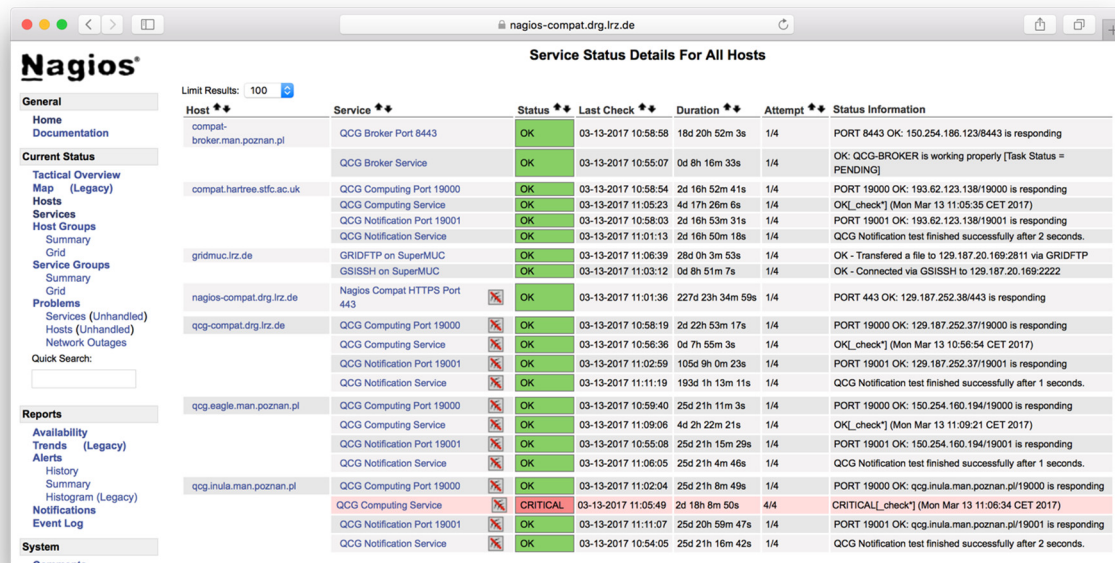 nagios-compat.drg.lrz.de
Nagios®
General
Home
Documentation
Current Status
Tactical Overview
Map (Legacy)
Hosts
Services
Host Groups
Summary
Grid
Service Groups
Summary
Grid
Problems
Services (Unhandled)
Hosts (Unhandled)
Network Outages
Quick Search:
Reports
Availability
Trends (Legacy)
Alerts
History
Summary
Histogram (Legacy)
Notifications
Event Log
System
Service Status Details For All Hosts
Limit Results: 100
Host Service Status Last Check Duration Attempt Status Information
compat-broker.man.poznan.pl QCG Broker Port 8443 OK 03-13-2017 10:58:58 18d 20h 52m 3s 1/4 PORT 8443 OK: 150.254.186.123/8443 is responding
QCG Broker Service OK 03-13-2017 10:55:07 0d 8h 16m 33s 1/4 OK: QCG-BROKER is working properly [Task Status = PENDING]
compat.hartree.stfc.ac.uk QCG Computing Port 19000 OK 03-13-2017 10:58:54 2d 16h 52m 41s 1/4 PORT 19000 OK: 193.62.123.138/19000 is responding
QCG Computing Service OK 03-13-2017 11:05:23 4d 17h 26m 6s 1/4 OK[_check*] (Mon Mar 13 11:05:35 CET 2017)
QCG Notification Port 19001 OK 03-13-2017 10:58:03 2d 16h 53m 31s 1/4 PORT 19001 OK: 193.62.123.138/19001 is responding
QCG Notification Service OK 03-13-2017 11:01:13 2d 16h 50m 18s 1/4 QCG Notification test finished successfully after 2 seconds.
gridmuc.lrz.de GRIDFTP on SuperMUC OK 03-13-2017 11:06:39 28d 0h 3m 53s 1/4 OK - Transfered a file to 129.187.20.169:2811 via GRIDFTP
GSISSH on SuperMUC OK 03-13-2017 11:03:12 0d 8h 51m 7s 1/4 OK - Connected via GSISSH to 129.187.20.169:2222
nagios-compat.drg.lrz.de Nagios Compat HTTPS Port 443 OK 03-13-2017 11:01:36 227d 23h 34m 59s 1/4 PORT 443 OK: 129.187.252.38/443 is responding
qcg-compat.drg.lrz.de QCG Computing Port 19000 OK 03-13-2017 10:58:19 2d 22h 53m 17s 1/4 PORT 19000 OK: 129.187.252.37/19000 is responding
QCG Computing Service OK 03-13-2017 10:56:36 0d 7h 55m 3s 1/4 OK[_check*] (Mon Mar 13 10:56:54 CET 2017)
QCG Notification Port 19001 OK 03-13-2017 11:02:59 105d 9h 0m 23s 1/4 PORT 19001 OK: 129.187.252.37/19001 is responding
QCG Notification Service OK 03-13-2017 11:11:19 193d 1h 13m 11s 1/4 QCG Notification test finished successfully after 1 seconds.
qcg.eagle.man.poznan.pl QCG Computing Port 19000 OK 03-13-2017 10:59:40 25d 21h 11m 3s 1/4 PORT 19000 OK: 150.254.160.194/19000 is responding
QCG Computing Service OK 03-13-2017 11:09:06 4d 2h 22m 21s 1/4 OK[_check*] (Mon Mar 13 11:09:21 CET 2017)
QCG Notification Port 19001 OK 03-13-2017 10:55:08 25d 21h 15m 29s 1/4 PORT 19001 OK: 150.254.160.194/19001 is responding
QCG Notification Service OK 03-13-2017 11:06:05 25d 21h 4m 46s 1/4 QCG Notification test finished successfully after 1 seconds.
qcg.inula.man.poznan.pl QCG Computing Port 19000 OK 03-13-2017 11:02:04 25d 21h 8m 49s 1/4 PORT 19000 OK: qcg.inula.man.poznan.pl/19000 is responding
QCG Computing Service CRITICAL 03-13-2017 11:05:49 2d 18h 8m 50s 4/4 CRITICAL[_check*] (Mon Mar 13 11:06:34 CET 2017)
QCG Notification Port 19001 OK 03-13-2017 11:11:07 25d 20h 59m 47s 1/4 PORT 19001 OK: qcg.inula.man.poznan.pl/19001 is responding
QCG Notification Service OK 03-13-2017 10:54:05 25d 21h 16m 42s 1/4 QCG Notification test finished successfully after 2 seconds.